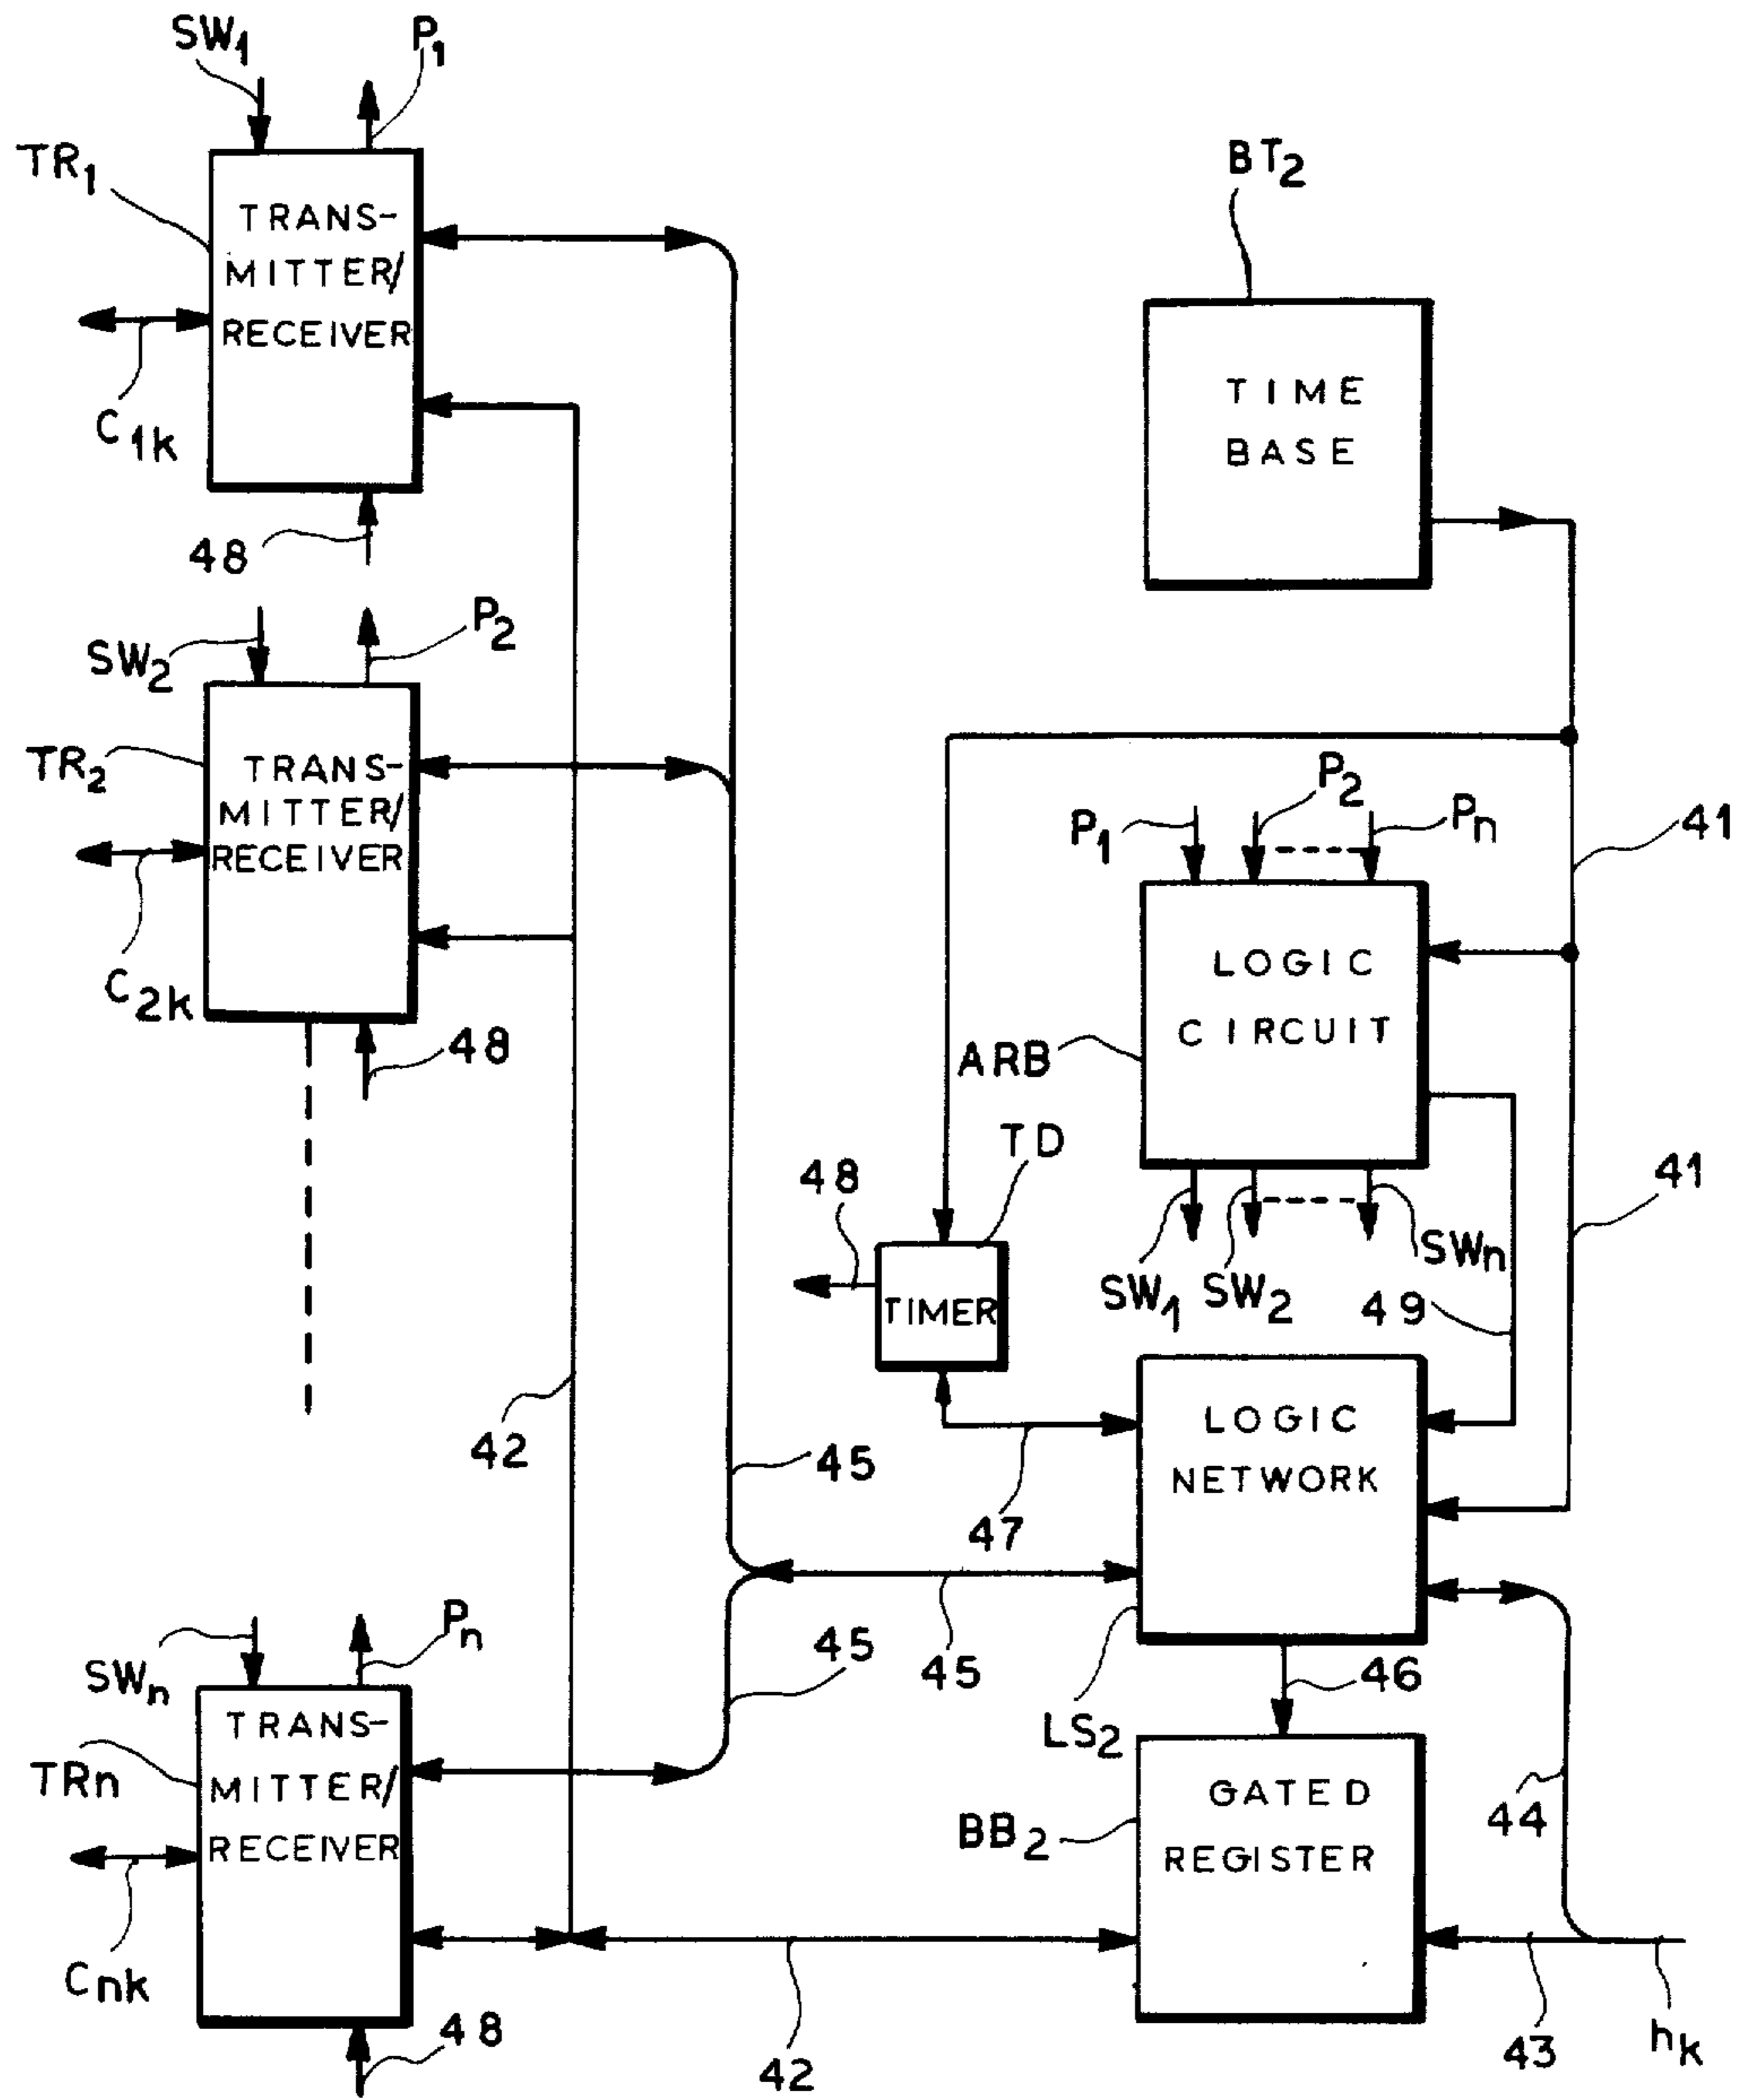 SW1
P1
TR1
TRANS-
MITTER/
RECEIVER
C1k
48
BT2
TIME
BASE
SW2
P2
TR2
TRANS-
MITTER/
RECEIVER
C2k
48
P1
P2
Pn
41
LOGIC
CIRCUIT
ARB
TD
48
TIMER
SW1
SW2
SWn
49
41
42
45
47
LOGIC
NETWORK
45
45
LS2
46
SWn
Pn
TRn
TRANS-
MITTER/
RECEIVER
Cnk
48
BB2
GATED
REGISTER
44
42
43
hk